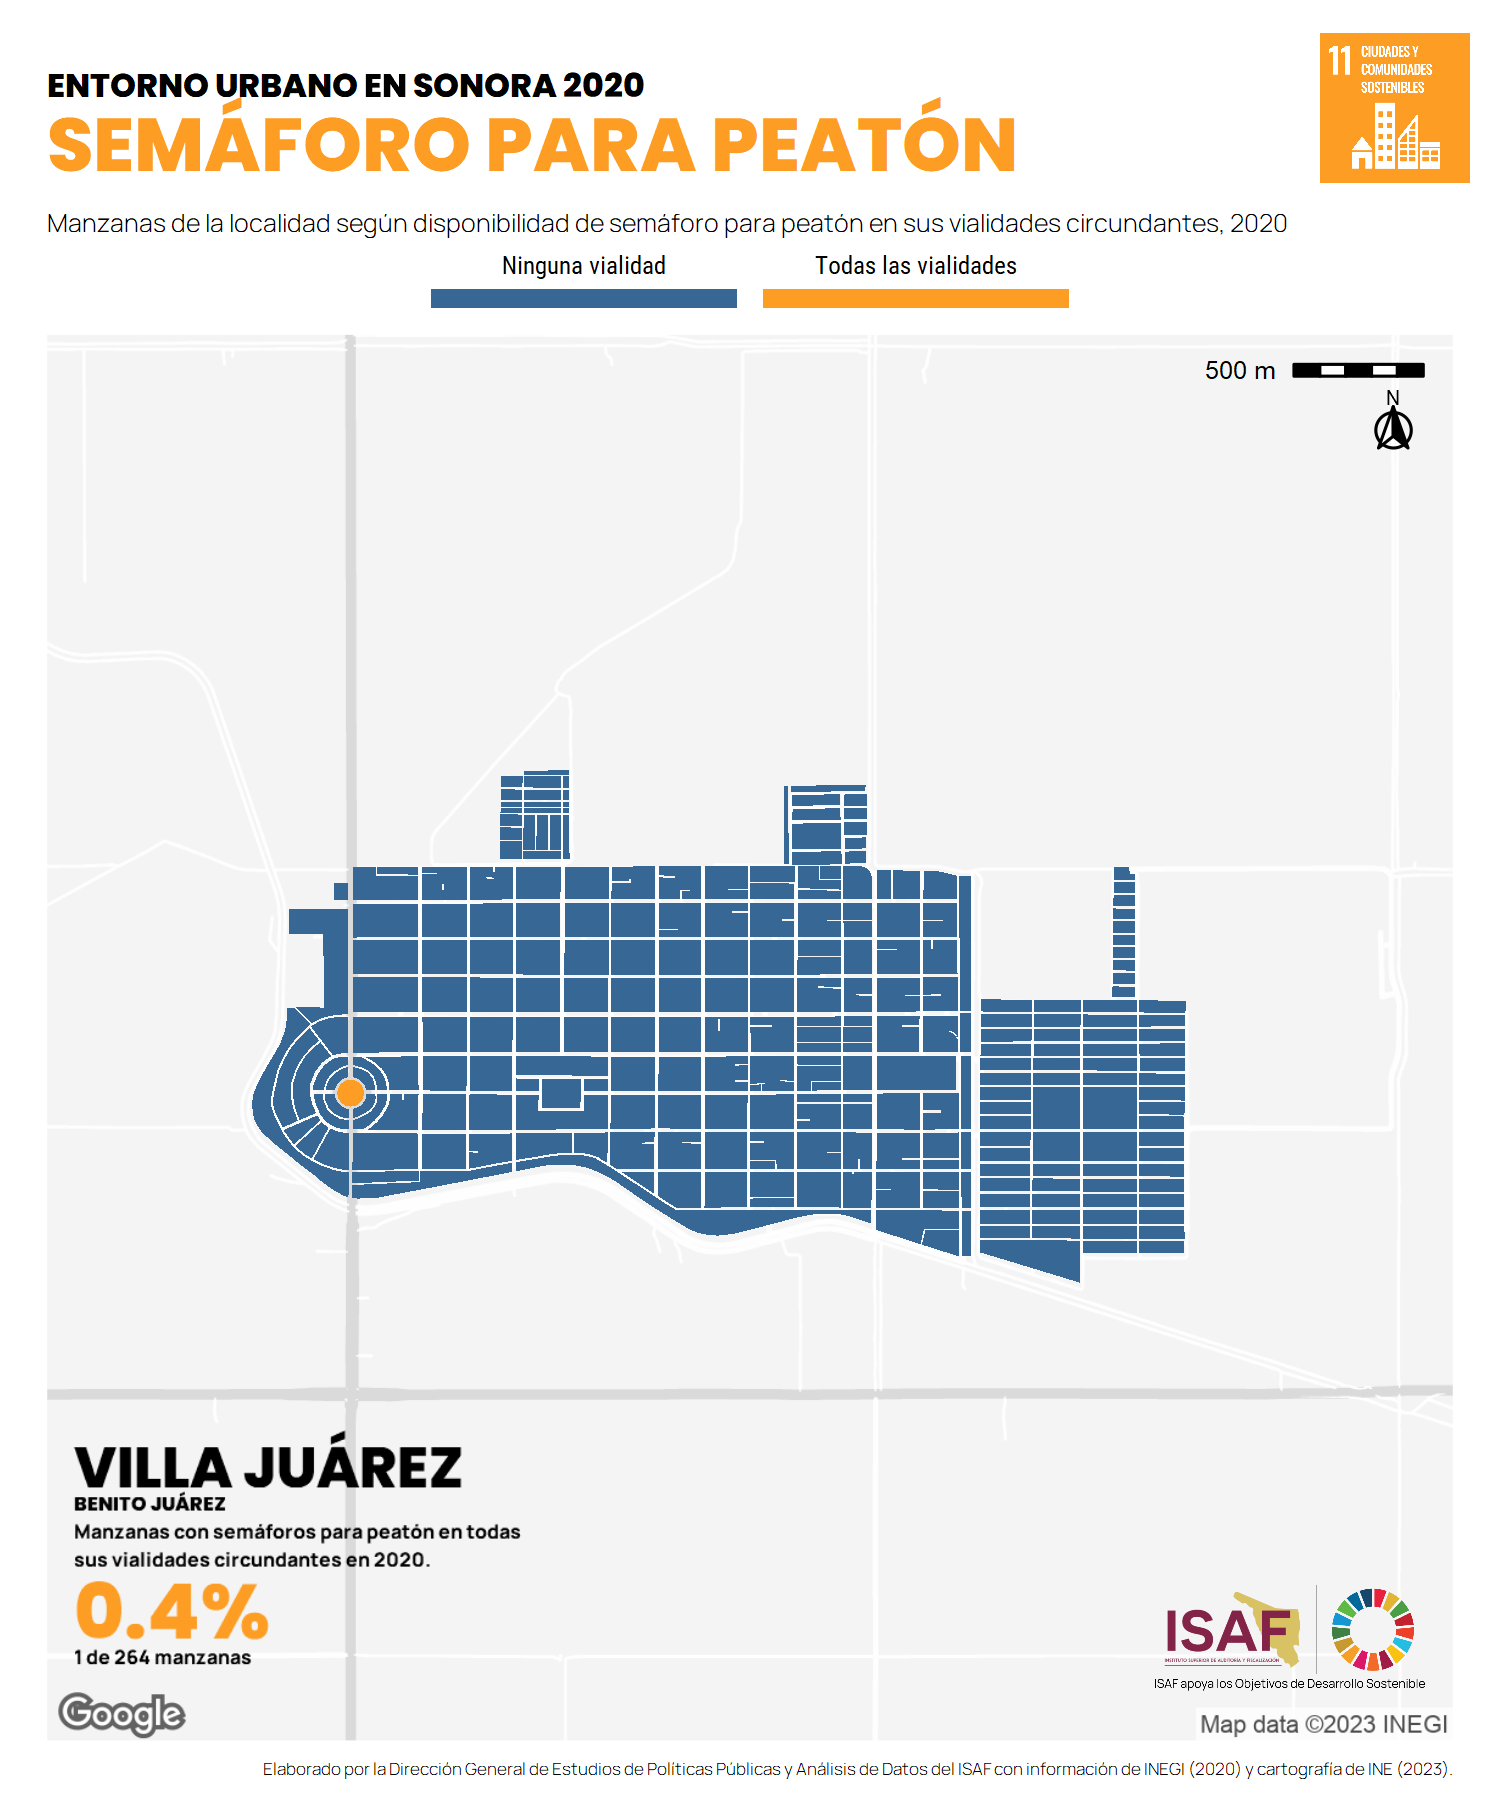 ENTORNO URBANO EN SONORA 2020
SEMÁFORO PARA PEATÓN
11 CIUDADES Y
COMUNIDADES
SOSTENIBLES
Manzanas de la localidad según disponibilidad de semáforo para peatón en sus vialidades circundantes, 2020
Ninguna vialidad
Todas las vialidades
500 m
N
VILLA JUÁREZ
BENITO JUÁREZ
Manzanas con semáforos para peatón en todas
sus vialidades circundantes en 2020.
0.4%
1 de 264 manzanas
ISAF
INSTITUTO SUPERIOR DE AUDITORÍA Y FISCALIZACIÓN
ISAF apoya los Objetivos de Desarrollo Sostenible
Google
Map data ©2023 INEGI
Elaborado por la Dirección General de Estudios de Políticas Públicas y Análisis de Datos del ISAF con información de INEGI (2020) y cartografía de INE (2023).